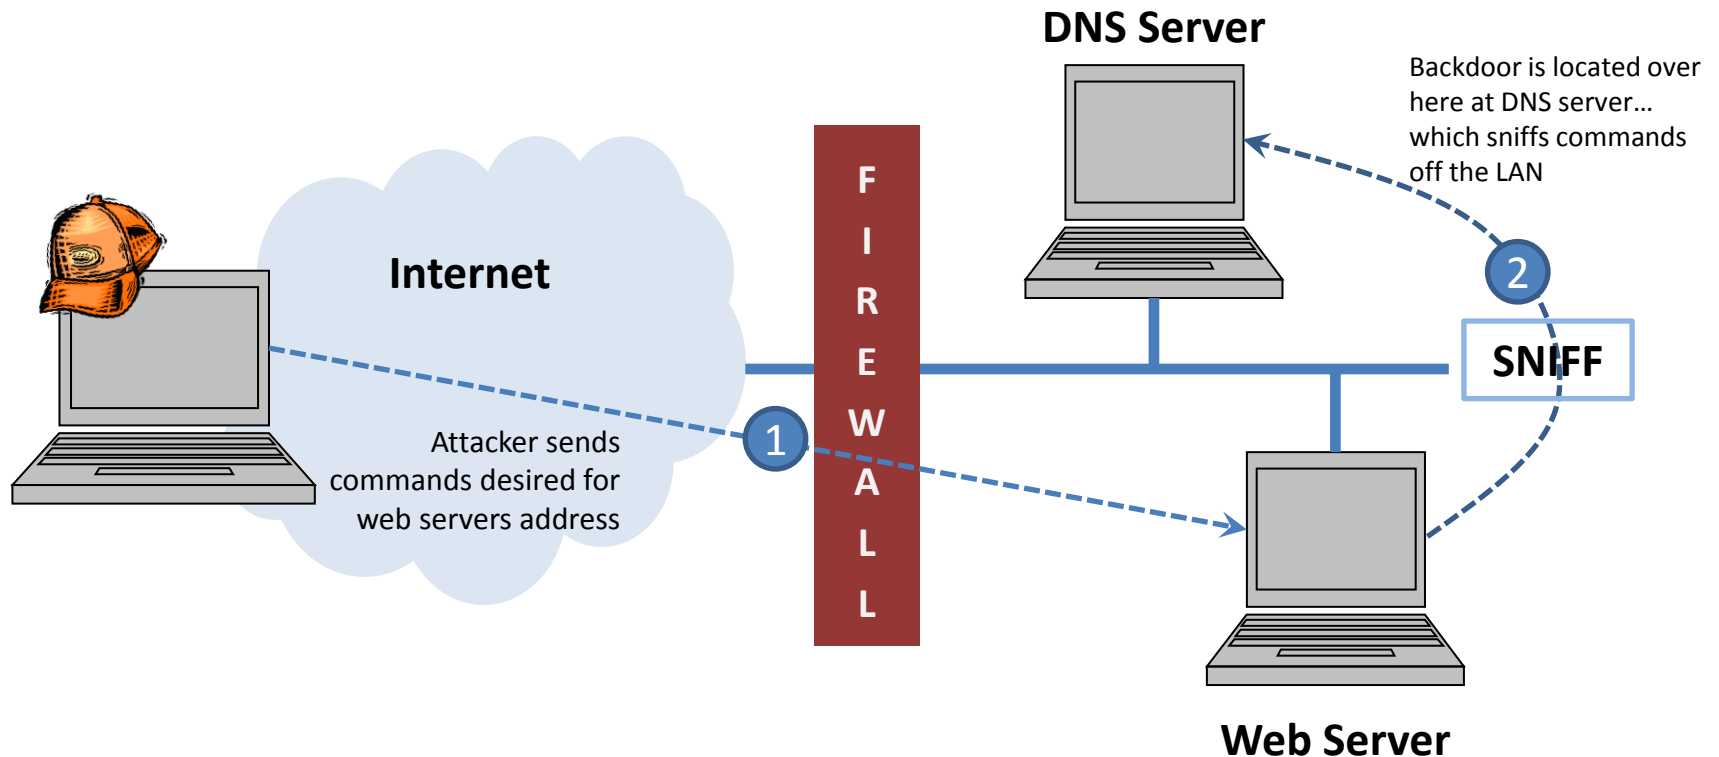 DNS Server
Backdoor is located over
here at DNS server…
which sniffs commands
off the LAN
F
I
R
E
W
A
L
L
Internet
2
SNIFF
1
Attacker sends
commands desired for
web servers address
Web Server